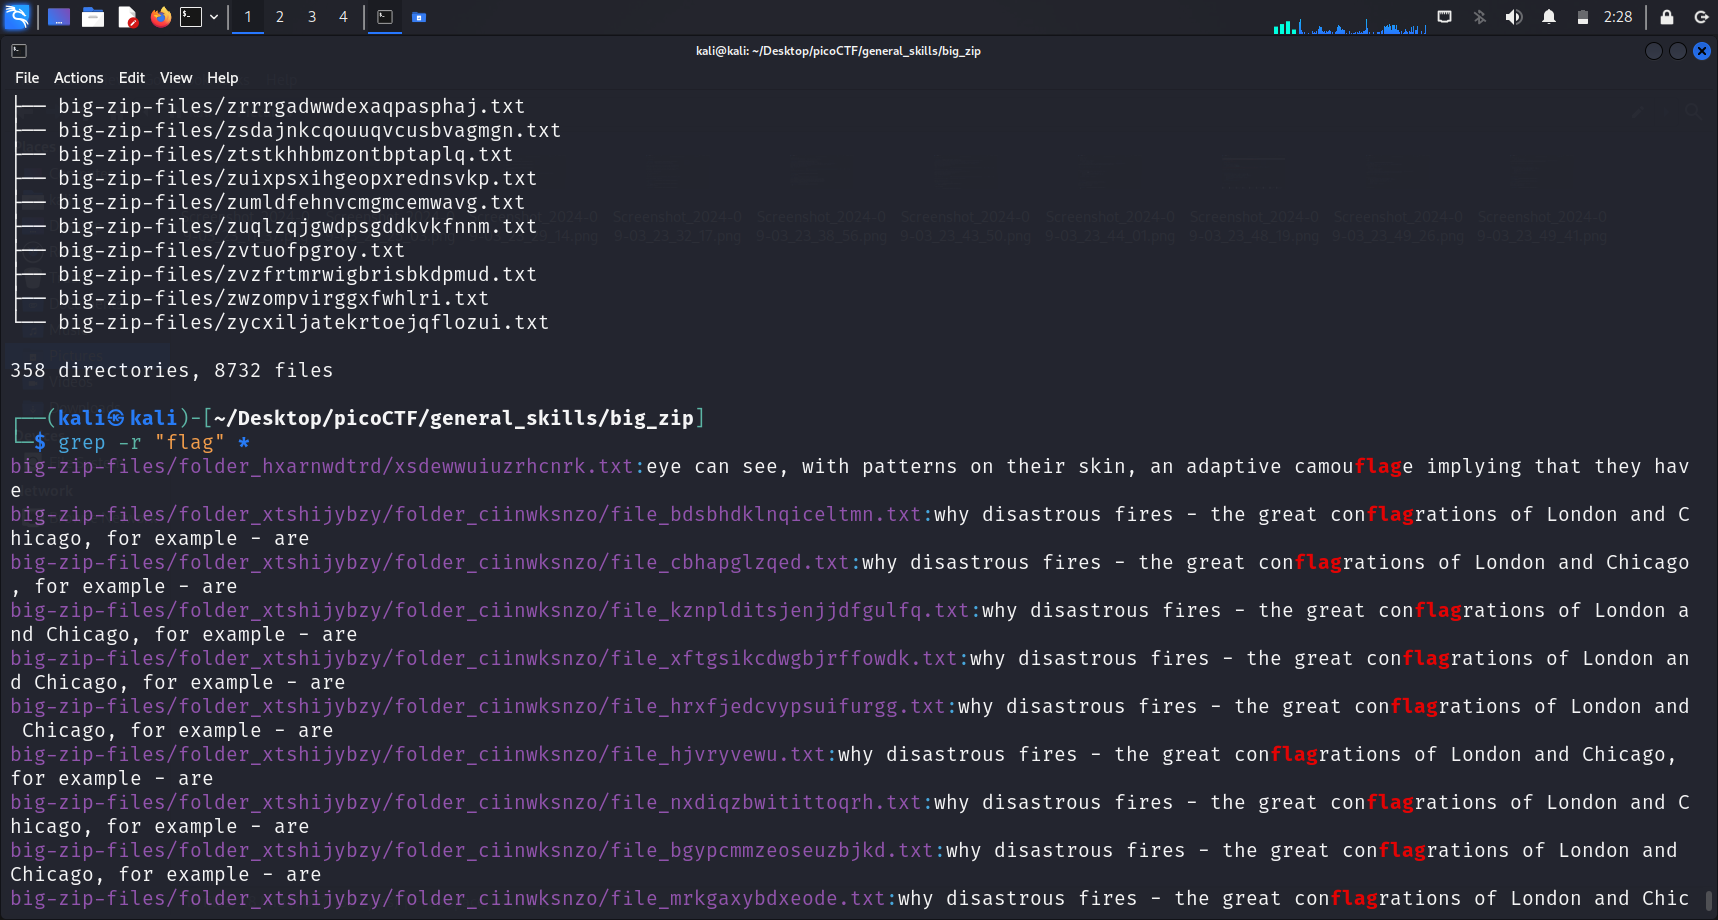 1 2 3 4 2:28
kali@kali: ~/Desktop/picoCTF/general_skills/big_zip
File Actions Edit View Help
├── big-zip-files/zrrrgadwwdexaqpasphaj.txt
├── big-zip-files/zsdajnkcqouuqvcusbvagmgn.txt
├── big-zip-files/ztstkhhbmzontbptaplq.txt
├── big-zip-files/zuixpsxihgeopxrednsvkp.txt
├── big-zip-files/zumldfehnvcmgmcemwavg.txt
├── big-zip-files/zuqlzqjgwdpsgddkvkfnnm.txt
├── big-zip-files/zvtuofpgroy.txt
├── big-zip-files/zvzfrtmrwigbrisbkdpmud.txt
├── big-zip-files/zwzompvirggxfwhlri.txt
└── big-zip-files/zycxiljatekrtoejqflozui.txt
358 directories, 8732 files
┌──(kali㉿kali)-[~/Desktop/picoCTF/general_skills/big_zip]
└─$ grep -r "flag" *
big-zip-files/folder_hxarnwdtrd/xsdewwuiuzrhcnrk.txt:eye can see, with patterns on their skin, an adaptive camouflage implying that they hav
e
big-zip-files/folder_xtshijybzy/folder_ciinwksnzo/file_bdsbhdklnqiceltmn.txt:why disastrous fires - the great conflagrations of London and C
hicago, for example - are
big-zip-files/folder_xtshijybzy/folder_ciinwksnzo/file_cbhapglzqed.txt:why disastrous fires - the great conflagrations of London and Chicago
, for example - are
big-zip-files/folder_xtshijybzy/folder_ciinwksnzo/file_kznplditsjenjjdfgulfq.txt:why disastrous fires - the great conflagrations of London a
nd Chicago, for example - are
big-zip-files/folder_xtshijybzy/folder_ciinwksnzo/file_xftgsikcdwgbjrffowdk.txt:why disastrous fires - the great conflagrations of London an
d Chicago, for example - are
big-zip-files/folder_xtshijybzy/folder_ciinwksnzo/file_hrxfjedcvypsuifurgg.txt:why disastrous fires - the great conflagrations of London and
 Chicago, for example - are
big-zip-files/folder_xtshijybzy/folder_ciinwksnzo/file_hjvryvewu.txt:why disastrous fires - the great conflagrations of London and Chicago,
for example - are
big-zip-files/folder_xtshijybzy/folder_ciinwksnzo/file_nxdiqzbwitittoqrh.txt:why disastrous fires - the great conflagrations of London and C
hicago, for example - are
big-zip-files/folder_xtshijybzy/folder_ciinwksnzo/file_bgypcmmzeoseuzbjkd.txt:why disastrous fires - the great conflagrations of London and
Chicago, for example - are
big-zip-files/folder_xtshijybzy/folder_ciinwksnzo/file_mrkgaxybdxeode.txt:why disastrous fires - the great conflagrations of London and Chic